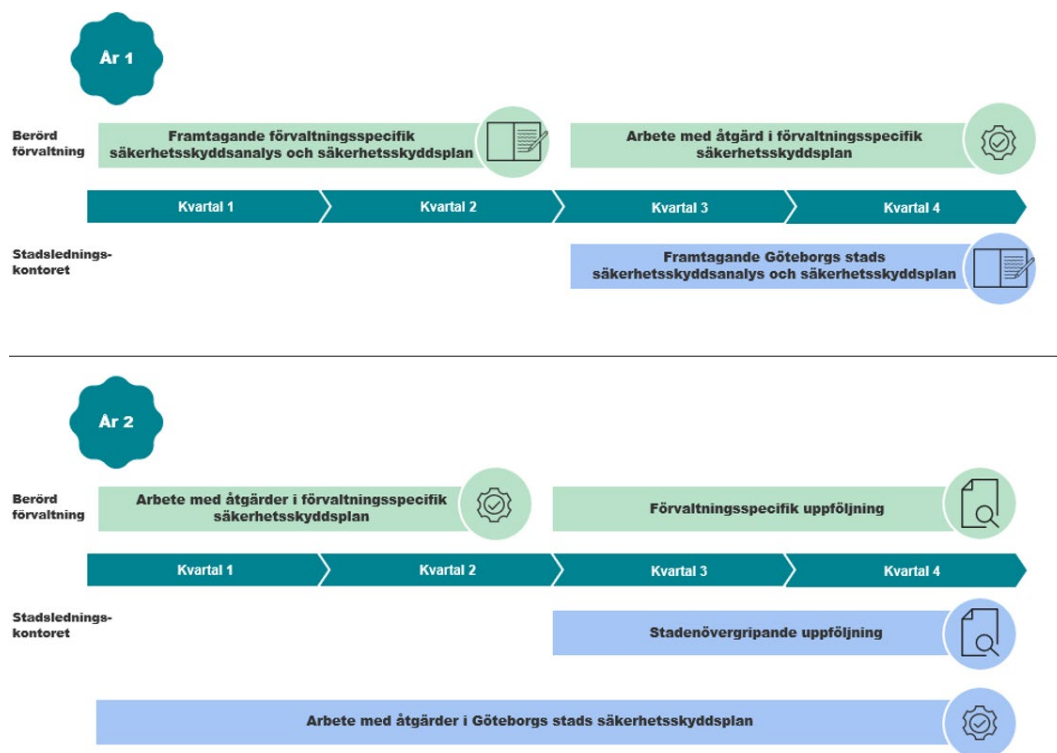 År 1
Berörd
förvaltning
Framtagande förvaltningsspecifik
säkerhetsskyddsanalys och säkerhetsskyddsplan
Arbete med åtgärd i förvaltningsspecifik
säkerhetsskyddsplan
Kvartal 1
Kvartal 2
Kvartal 3
Kvartal 4
Stadslednings-
kontoret
Framtagande Göteborgs stads
säkerhetsskyddsanalys och säkerhetsskyddsplan
År 2
Berörd
förvaltning
Arbete med åtgärder i förvaltningsspecifik
säkerhetsskyddsplan
Förvaltningsspecifik uppföljning
Kvartal 1
Kvartal 2
Kvartal 3
Kvartal 4
Stadslednings-
kontoret
Stadenövergripande uppföljning
Arbete med åtgärder i Göteborgs stads säkerhetsskyddsplan